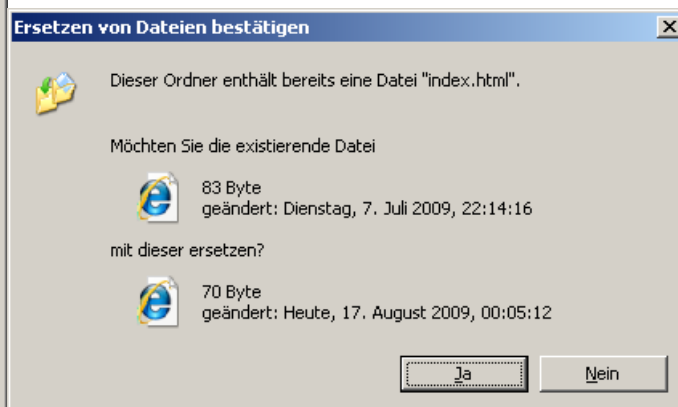 Ersetzen von Dateien bestätigen
Dieser Ordner enthält bereits eine Datei "index.html".
Möchten Sie die existierende Datei
83 Byte
geändert: Dienstag, 7. Juli 2009, 22:14:16
mit dieser ersetzen?
70 Byte
geändert: Heute, 17. August 2009, 00:05:12
Ja Nein